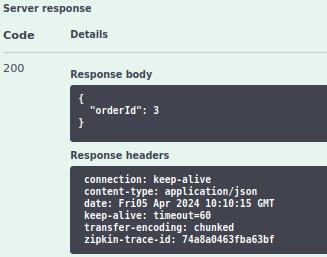 Server response
Code Details
200
Response body
{
"orderId": 3
}
Response headers
connection: keep-alive
content-type: application/json
date: Fri05 Apr 2024 10:10:15 GMT
keep-alive: timeout=60
transfer-encoding: chunked
zipkin-trace-id: 74a8a0463fba63bf